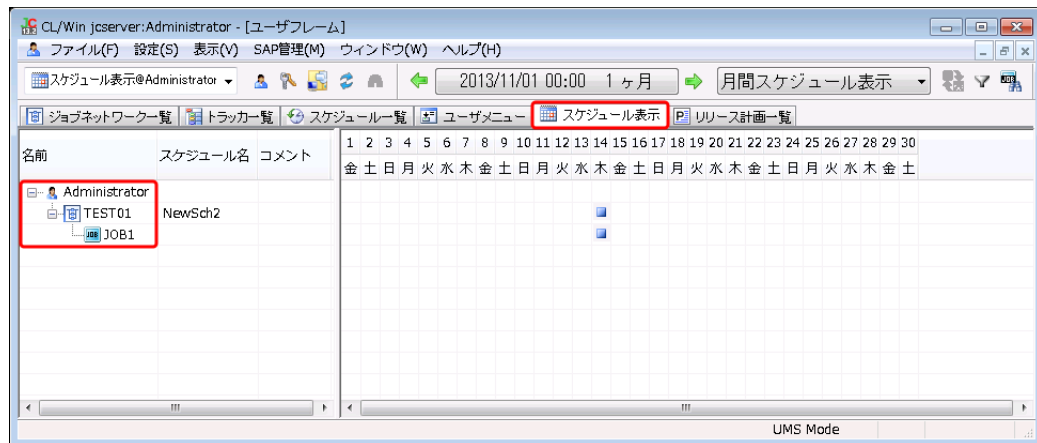 CL/Win jcserver:Administrator - [ユーザフレーム]
ファイル(F) 設定(S) 表示(V) SAP管理(M) ウィンドウ(W) ヘルプ(H)
スケジュール表示@Administrator 2013/11/01 00:00 1 ヶ月 月間スケジュール表示
ジョブネットワーク一覧 トラッカー覧 スケジュール一覧 ユーザメニュー スケジュール表示 リリース計画一覧
名前 スケジュール名 コメント
1 2 3 4 5 6 7 8 9 10 11 12 13 14 15 16 17 18 19 20 21 22 23 24 25 26 27 28 29 30
金 土 日 月 火 水 木 金 土 日 月 火 水 木 金 土 日 月 火 水 木 金 土 日 月 火 水 木 金 土
Administrator
TEST01 NewSch2
JOB JOB1
UMS Mode